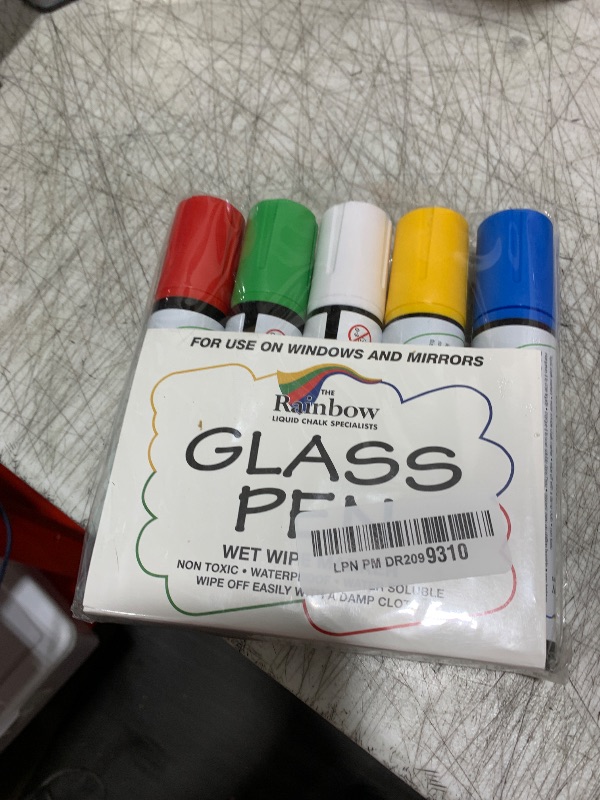 FOR USE ON WINDOWS AND MIRRORS
THE
Rainbow
LIQUID CHALK SPECIALISTS
GLASS
PEN
WET WIP
LPN PM DR2099310
NON TOXIC • WATERP SOLUBLE
WIPE OFF EASILY A DAMP CLOT